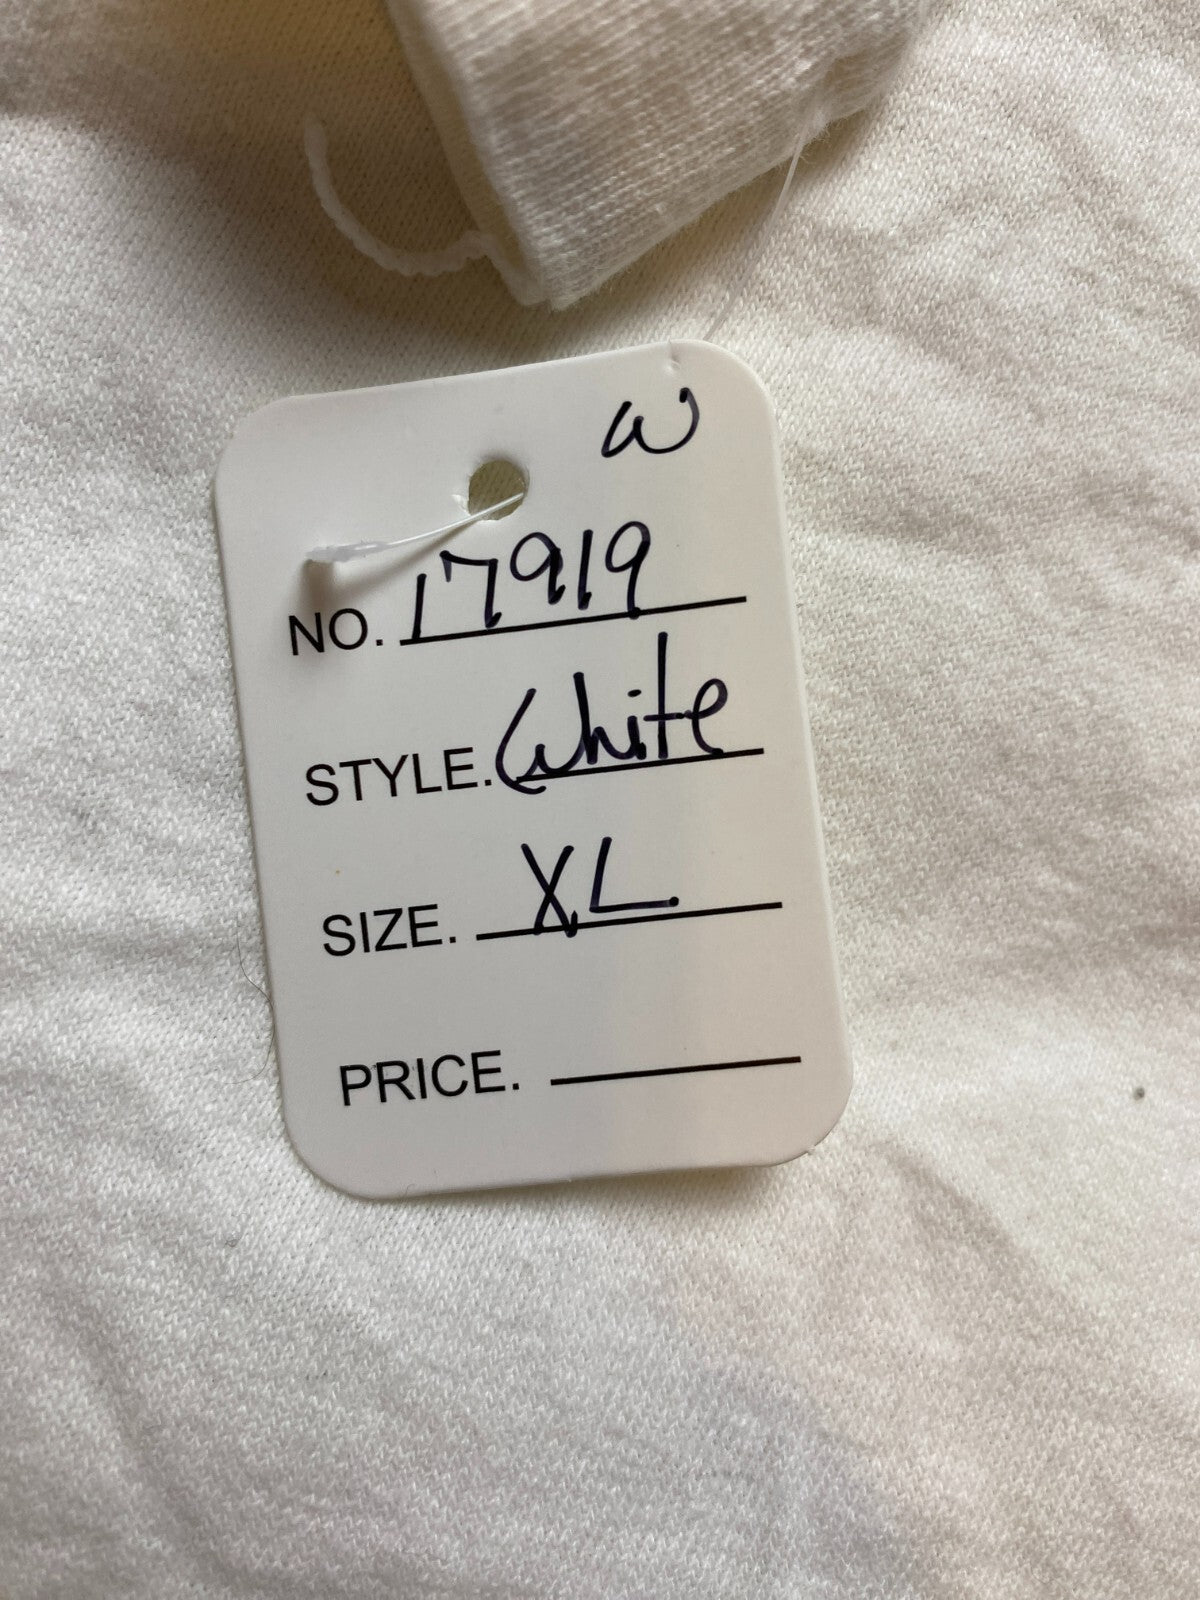 W
NO. 17919
STYLE. White
SIZE. XL
PRICE.